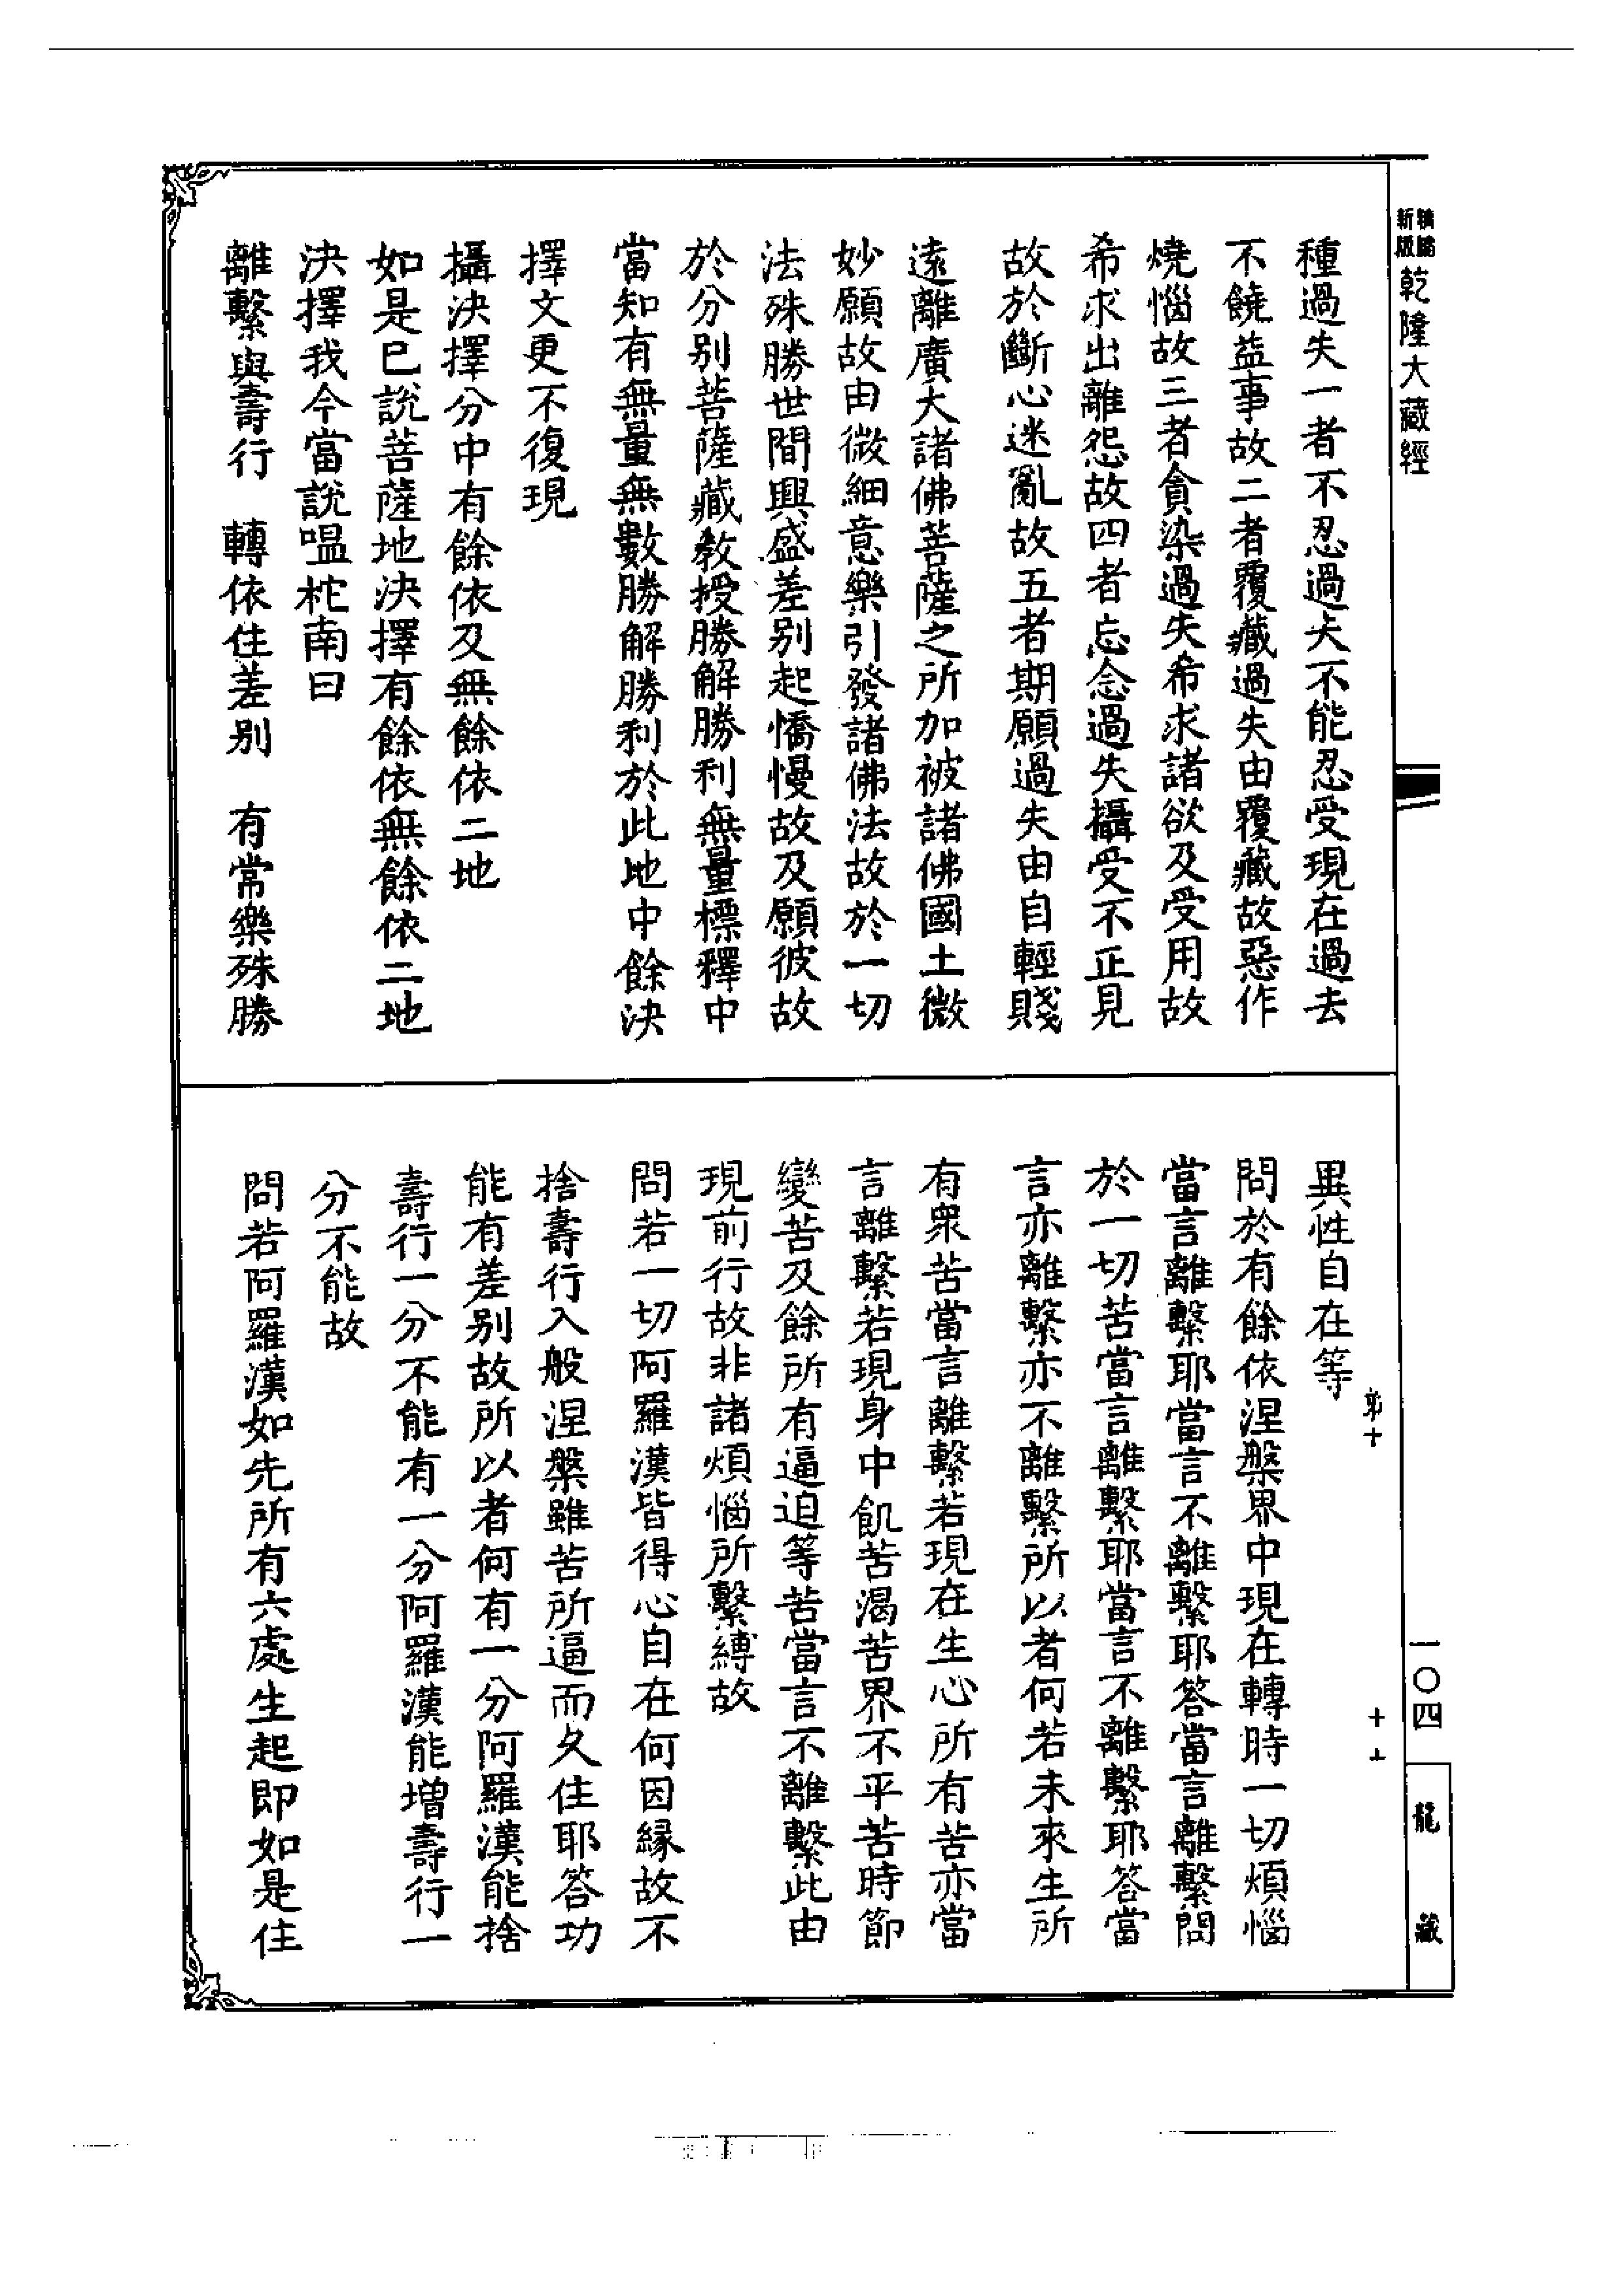 新版
乾隆大藏經
種過失一者不忍過失不能忍受現在過去
不饒益事故二者覆藏過失由覆藏故惡作
燒惱故三者貪染過失希求諸欲及受用故
希求出離怨故四者忘念過失攝受不正見
故於斷心迷亂故五者期願過失由自輕賤
遠離廣大諸佛菩薩之所加被諸佛國土微
妙願故由微細意樂引發諸佛法故於一切
法殊勝世間興盛差别起憍慢故及願彼故
於分别菩薩藏教授勝解勝利無量標釋中
當知有無量無數勝解勝利於此地中餘決
擇文更不復現
攝決擇分中有餘依及無餘依二地
如是已說菩薩地決擇有餘依無餘依二地
決擇我今當說嗢柁南曰
離繫與壽行　轉依住差别　有常樂殊勝
異性自在等
問於有餘依涅槃界中現在轉時一切煩惱
當言離繫耶當言不離繫耶答當言離繫問
於一切苦當言離繫耶當言不離繫耶答當
言亦離繫亦不離繫所以者何若未來生所
有衆苦當言離繫若現在生心所有苦亦當
言離繫若現身中飢苦渴苦界不平苦時節
變苦及餘所有逼迫等苦當言不離繫此由
現前行故非諸煩惱所繫縛故
問若一切阿羅漢皆得心自在何因緣故不
捨壽行入般涅槃雖苦所逼而久住耶答功
能有差别故所以者何有一分阿羅漢能捨
壽行一分不能有一分阿羅漢能增壽行一
分不能故
問若阿羅漢如先所有六處生起即如是住
一〇四
龍藏